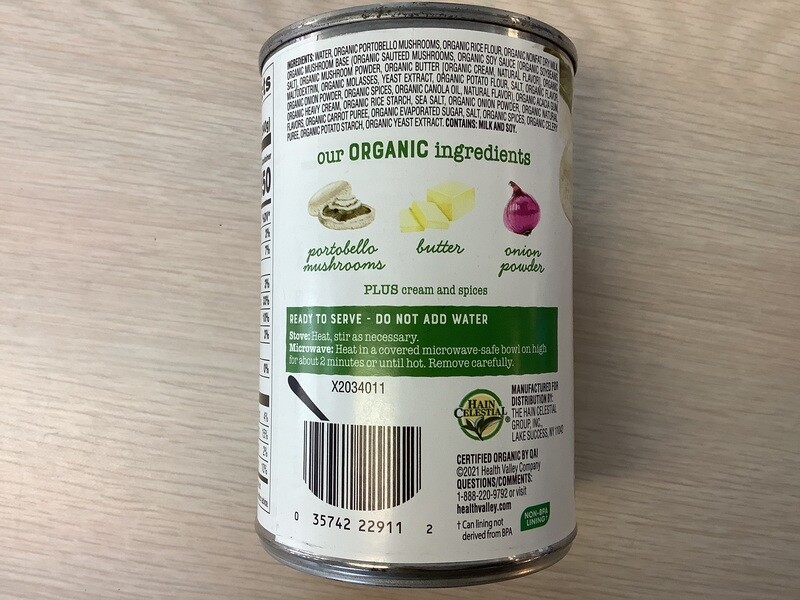 INGREDIENTS: WATER, ORGANIC PORTOBELLO MUSHROOMS, ORGANIC RICE FLOUR, ORGANIC NONFAT DRY MILK,
ORGANIC MUSHROOM BASE (ORGANIC SAUTEED MUSHROOMS, ORGANIC SOY SAUCE (ORGANIC SOYBEANS,
SALT), ORGANIC MUSHROOM POWDER, ORGANIC BUTTER (ORGANIC CREAM, NATURAL FLAVOR), ORGANIC
MALTODEXTRIN, ORGANIC MOLASSES, YEAST EXTRACT, ORGANIC POTATO FLOUR, SALT, ORGANIC FLAVOR,
ORGANIC ONION POWDER, ORGANIC SPICES, ORGANIC CANOLA OIL, NATURAL FLAVOR), ORGANIC ACACIA GUM,
ORGANIC HEAVY CREAM, ORGANIC RICE STARCH, SEA SALT, ORGANIC ONION POWDER, ORGANIC NATURAL
FLAVORS, ORGANIC CARROT PUREE, ORGANIC EVAPORATED SUGAR, SALT, ORGANIC SPICES, ORGANIC CELERY
PUREE, ORGANIC POTATO STARCH, ORGANIC YEAST EXTRACT. CONTAINS: MILK AND SOY.
our ORGANIC ingredients
portobello
mushrooms
butter
onion
powder
PLUS cream and spices
READY TO SERVE - DO NOT ADD WATER
Stove: Heat, stir as necessary.
Microwave: Heat in a covered microwave-safe bowl on high
for about 2 minutes or until hot. Remove carefully.
X2034011
0 35742 22911 2
HAIN
CELESTIAL®
MANUFACTURED FOR
DISTRIBUTION BY:
THE HAIN CELESTIAL
GROUP, INC.,
LAKE SUCCESS, NY 11042
CERTIFIED ORGANIC BY QAI
©2021 Health Valley Company
QUESTIONS/COMMENTS:
1-888-220-9792 or visit
healthvalley.com
† Can lining not
derived from BPA
NON-BPA
LINING†